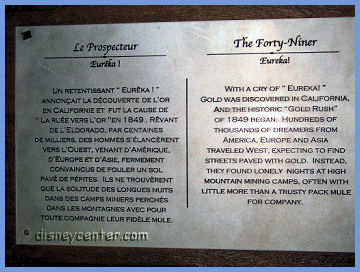 Le Prospecteur
Eurêka !
Un retentissant " Eurêka ! "
annonçait la découverte de l'or
en Californie et fut la cause de
" La ruée vers l'or "en 1849 . Rêvant
de l'Eldorado, par centaines
de milliers, des hommes s'élancèrent
vers l'Ouest, venant d'Amérique,
d'Europe et d'Asie, fermement
convaincus de fouler un sol
pavé de pépites. Ils ne trouvèrent
que la solitude des longues nuits
dans des camps miniers perchés
dans les montagnes avec pour
toute compagnie leur fidèle mule.
The Forty-Niner
Eureka!
With a cry of " Eureka! "
Gold was discovered in California,
And the historic "Gold Rush"
of 1849 began. Hundreds of
thousands of dreamers from
America, Europe and Asia
traveled West, expecting to find
streets paved with gold. Instead,
they found lonely nights at high
mountain mining camps, often with
little more than a trusty pack mule
for company.
disneycenter.com